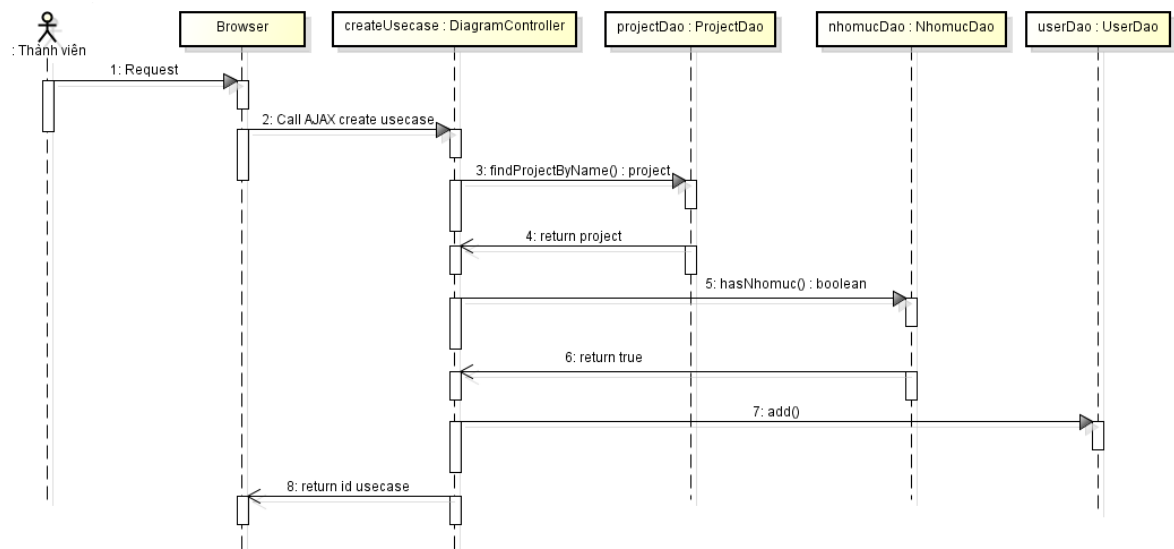 : Thành viên
Browser
createUsecase : DiagramController
projectDao : ProjectDao
nhomucDao : NhomucDao
userDao : UserDao
1: Request
2: Call AJAX create usecase
3: findProjectByName() : project
4: return project
5: hasNhomuc() : boolean
6: return true
7: add()
8: return id usecase